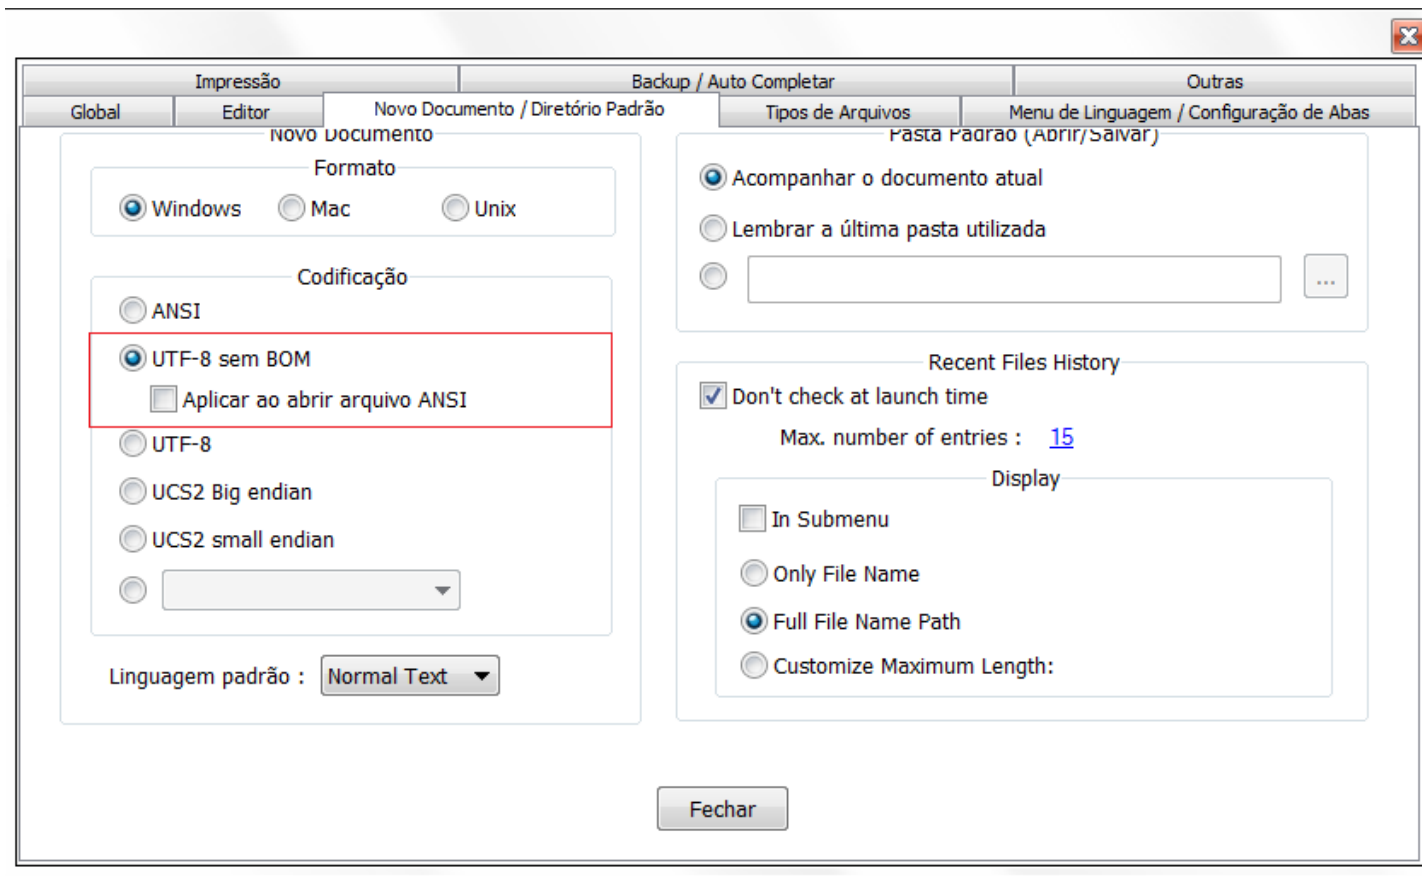 Impressão
Backup / Auto Completar
Outras
Global
Editor
Novo Documento / Diretório Padrão
Tipos de Arquivos
Menu de Linguagem / Configuração de Abas
Novo Documento
Formato
Windows
Mac
Unix
Codificação
ANSI
UTF-8 sem BOM
Aplicar ao abrir arquivo ANSI
UTF-8
UCS2 Big endian
UCS2 small endian
Linguagem padrão :
Normal Text
Pasta Padrão (Abrir/Salvar)
Acompanhar o documento atual
Lembrar a última pasta utilizada
...
Recent Files History
Don't check at launch time
Max. number of entries : 15
Display
In Submenu
Only File Name
Full File Name Path
Customize Maximum Length:
Fechar